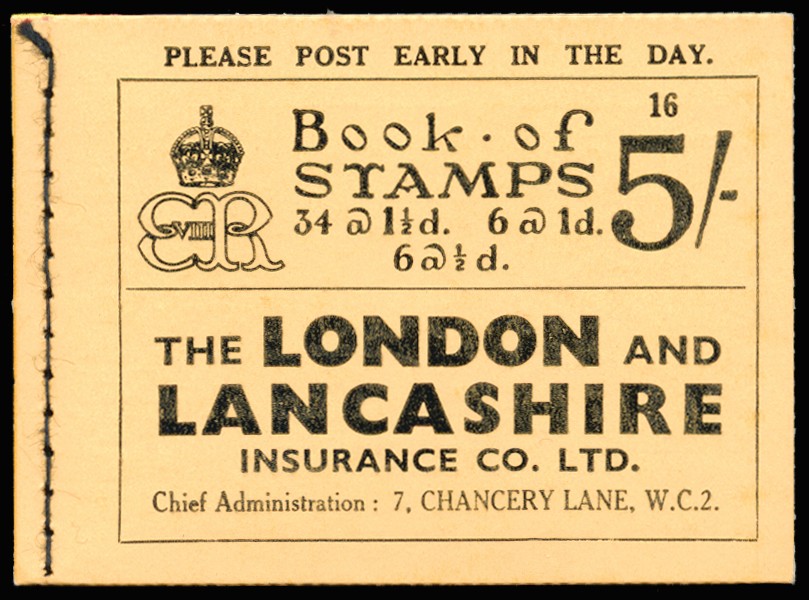 PLEASE POST EARLY IN THE DAY.
16
Book · of
STAMPS
5/-
34 @ 1½d. 6 @ 1d.
6 @ ½d.
E VIII R
THE LONDON AND
LANCASHIRE
INSURANCE CO. LTD.
Chief Administration : 7, CHANCERY LANE, W.C.2.